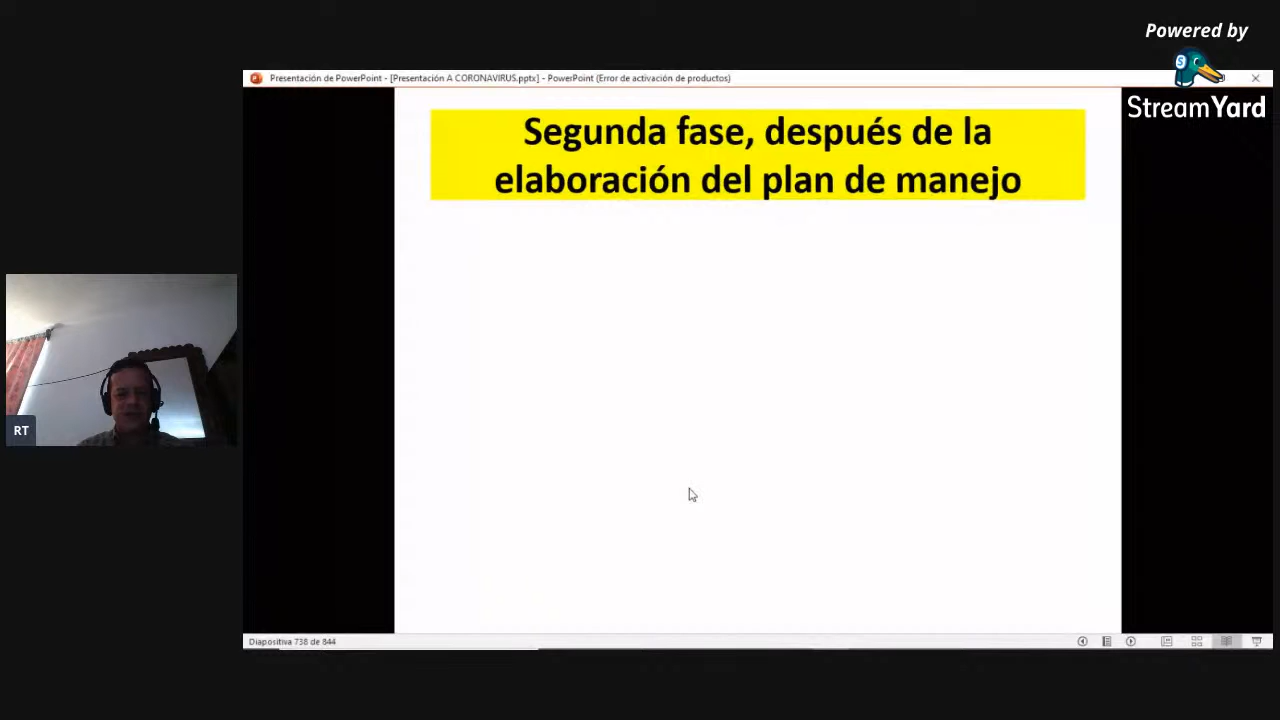 Powered by
StreamYard
Presentación de PowerPoint - [Presentación A CORONAVIRUS.pptx] - PowerPoint (Error de activación de productos)
Segunda fase, después de la
elaboración del plan de manejo
RT
Diapositiva 738 de 844